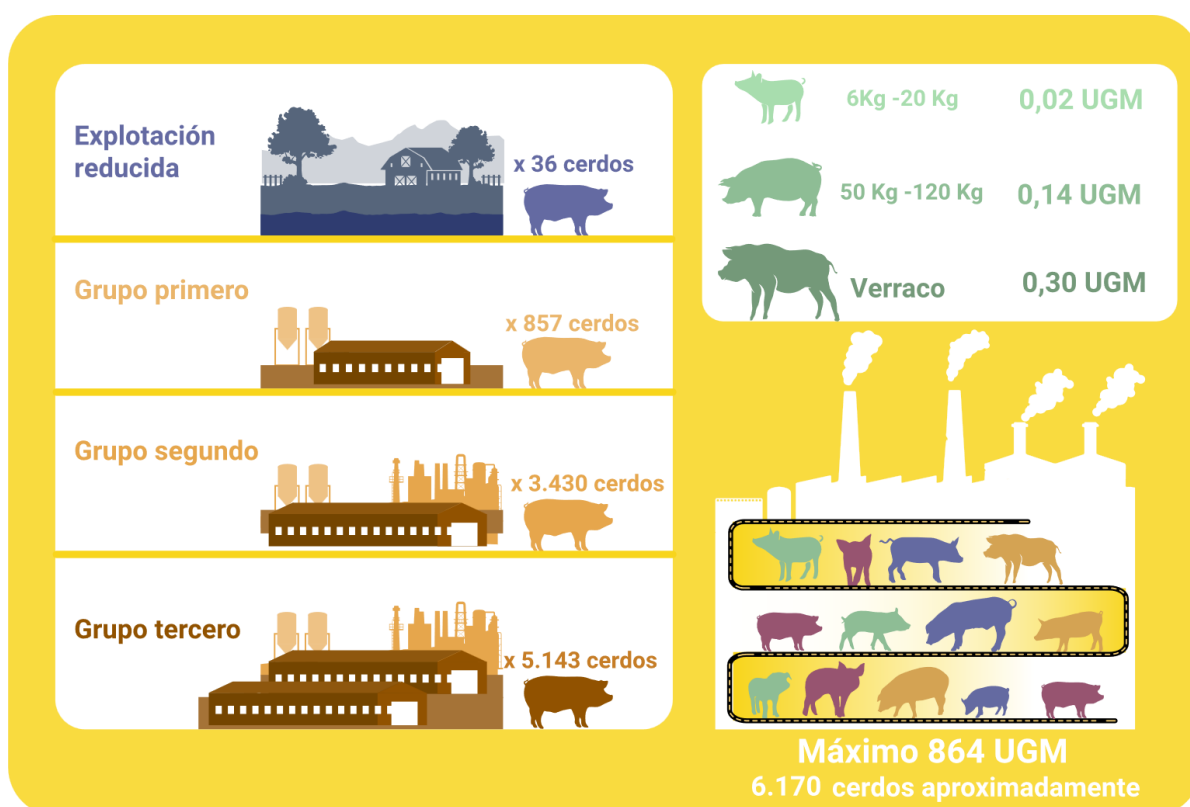 Explotación
reducida
x 36 cerdos
Grupo primero
x 857 cerdos
Grupo segundo
x 3.430 cerdos
Grupo tercero
x 5.143 cerdos
6Kg -20 Kg 0,02 UGM
50 Kg -120 Kg 0,14 UGM
Verraco 0,30 UGM
Máximo 864 UGM
6.170 cerdos aproximadamente